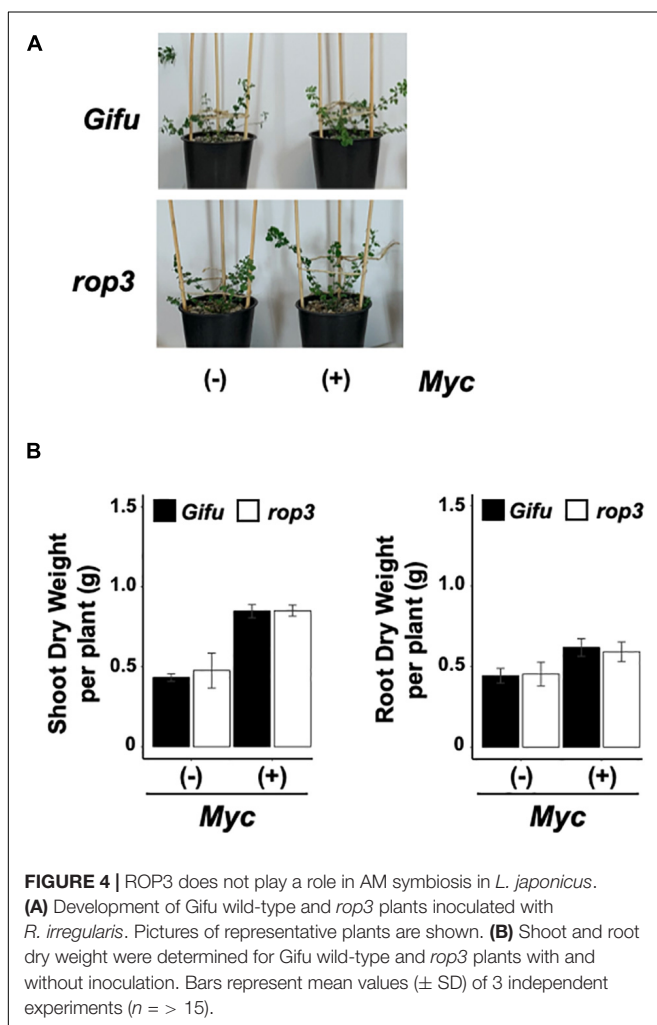 A
Gifu
rop3
(-) (+) Myc
B
Shoot Dry Weight
per plant (g)
1.5
1.0
0.5
0
Gifu rop3
(-) (+)
Myc
Root Dry Weight
per plant (g)
1.5
1.0
0.5
0
Gifu rop3
(-) (+)
Myc
FIGURE 4 | ROP3 does not play a role in AM symbiosis in L. japonicus.
(A) Development of Gifu wild-type and rop3 plants inoculated with
R. irregularis. Pictures of representative plants are shown. (B) Shoot and root
dry weight were determined for Gifu wild-type and rop3 plants with and
without inoculation. Bars represent mean values (± SD) of 3 independent
experiments (n = > 15).